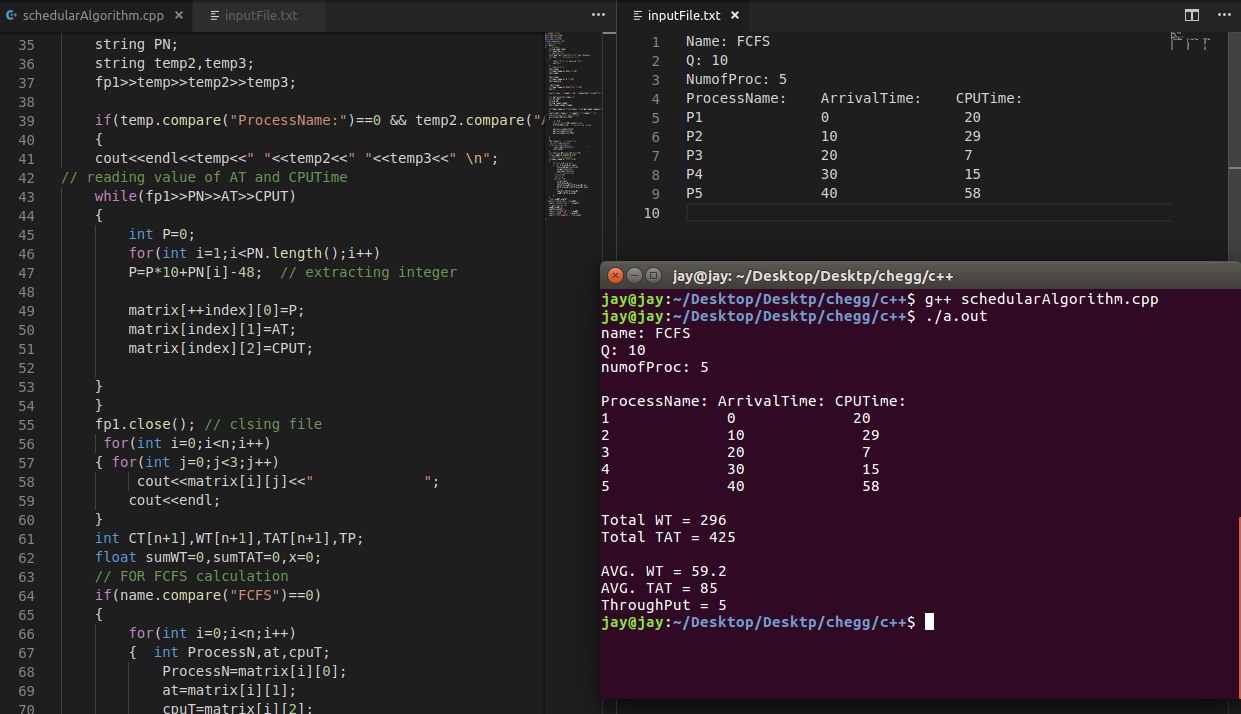 schedularAlgorithm.cpp ×
inputFile.txt
35 string PN;
36 string temp2,temp3;
37 fp1>>temp>>temp2>>temp3;
38
39 if(temp.compare("ProcessName:")==0 && temp2.compare("A
40 {
41 cout<<endl<<temp<<" "<<temp2<<" "<<temp3<<" \n";
42 // reading value of AT and CPUTime
43 while(fp1>>PN>>AT>>CPUT)
44 {
45 int P=0;
46 for(int i=1;i<PN.length();i++)
47 P=P*10+PN[i]-48; // extracting integer
48
49 matrix[++index][0]=P;
50 matrix[index][1]=AT;
51 matrix[index][2]=CPUT;
52
53 }
54 }
55 fp1.close(); // clsing file
56 for(int i=0;i<n;i++)
57 { for(int j=0;j<3;j++)
58 cout<<matrix[i][j]<<" ";
59 cout<<endl;
60 }
61 int CT[n+1],WT[n+1],TAT[n+1],TP;
62 float sumWT=0,sumTAT=0,x=0;
63 // FOR FCFS calculation
64 if(name.compare("FCFS")==0)
65 {
66 for(int i=0;i<n;i++)
67 { int ProcessN,at,cpuT;
68 ProcessN=matrix[i][0];
69 at=matrix[i][1];
70 cpuT=matrix[i][2];
inputFile.txt ×
1 Name: FCFS
2 Q: 10
3 NumofProc: 5
4 ProcessName: ArrivalTime: CPUTime:
5 P1 0 20
6 P2 10 29
7 P3 20 7
8 P4 30 15
9 P5 40 58
10
jay@jay: ~/Desktop/Desktp/chegg/c++
jay@jay:~/Desktop/Desktp/chegg/c++$ g++ schedularAlgorithm.cpp
jay@jay:~/Desktop/Desktp/chegg/c++$ ./a.out
name: FCFS
Q: 10
numofProc: 5
ProcessName: ArrivalTime: CPUTime:
1 0 20
2 10 29
3 20 7
4 30 15
5 40 58
Total WT = 296
Total TAT = 425
AVG. WT = 59.2
AVG. TAT = 85
ThroughPut = 5
jay@jay:~/Desktop/Desktp/chegg/c++$